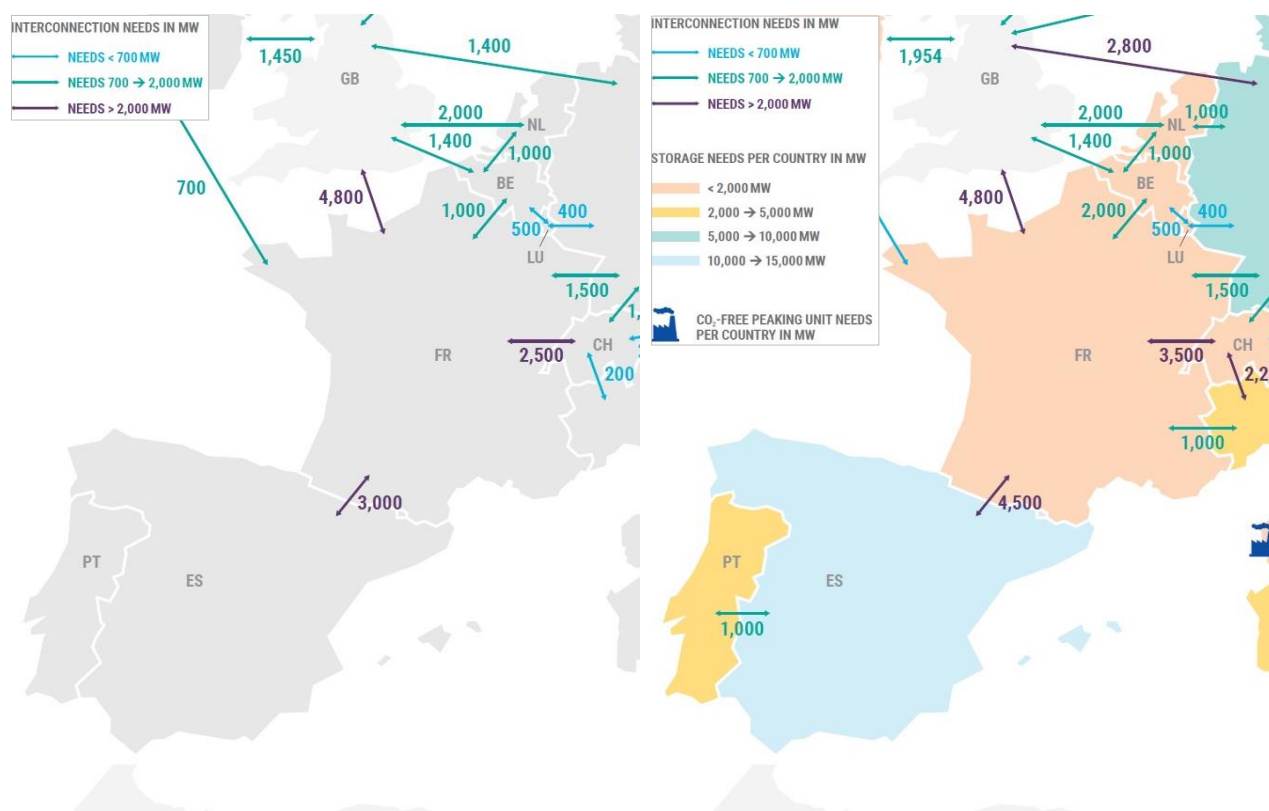 INTERCONNECTION NEEDS IN MW
NEEDS < 700 MW
NEEDS 700 → 2,000 MW
NEEDS > 2,000 MW
1,450
1,400
GB
2,000
NL
1,400
1,000
BE
700
4,800
1,000
400
500
LU
1,500
1,
FR
2,500
CH
200
3,000
PT
ES
INTERCONNECTION NEEDS IN MW
NEEDS < 700 MW
NEEDS 700 → 2,000 MW
NEEDS > 2,000 MW
STORAGE NEEDS PER COUNTRY IN MW
< 2,000 MW
2,000 → 5,000 MW
5,000 → 10,000 MW
10,000 → 15,000 MW
CO₂-FREE PEAKING UNIT NEEDS
PER COUNTRY IN MW
1,954
2,800
GB
2,000
NL
1,000
1,400
1,000
BE
4,800
2,000
400
500
LU
1,500
FR
3,500
CH
2,2
1,000
4,500
PT
ES
1,000